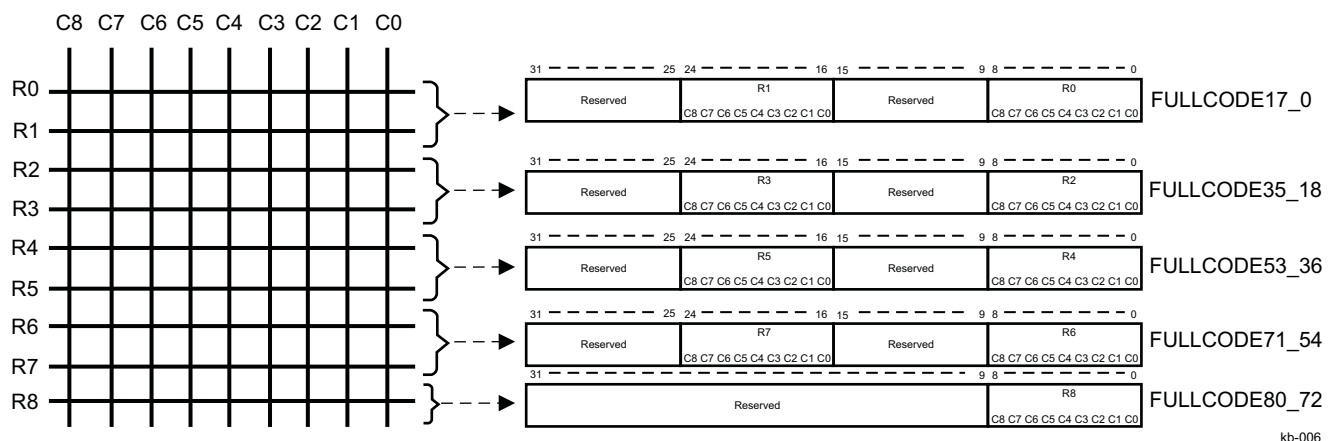 C8 C7 C6 C5 C4 C3 C2 C1 C0
R0
R1
R2
R3
R4
R5
R6
R7
R8
31 25 24 16 15 9 8 0
Reserved R1 Reserved R0
C8 C7 C6 C5 C4 C3 C2 C1 C0 C8 C7 C6 C5 C4 C3 C2 C1 C0
FULLCODE17_0
31 25 24 16 15 9 8 0
Reserved R3 Reserved R2
C8 C7 C6 C5 C4 C3 C2 C1 C0 C8 C7 C6 C5 C4 C3 C2 C1 C0
FULLCODE35_18
31 25 24 16 15 9 8 0
Reserved R5 Reserved R4
C8 C7 C6 C5 C4 C3 C2 C1 C0 C8 C7 C6 C5 C4 C3 C2 C1 C0
FULLCODE53_36
31 25 24 16 15 9 8 0
Reserved R7 Reserved R6
C8 C7 C6 C5 C4 C3 C2 C1 C0 C8 C7 C6 C5 C4 C3 C2 C1 C0
FULLCODE71_54
31 9 8 0
Reserved R8
C8 C7 C6 C5 C4 C3 C2 C1 C0
FULLCODE80_72
kb-006